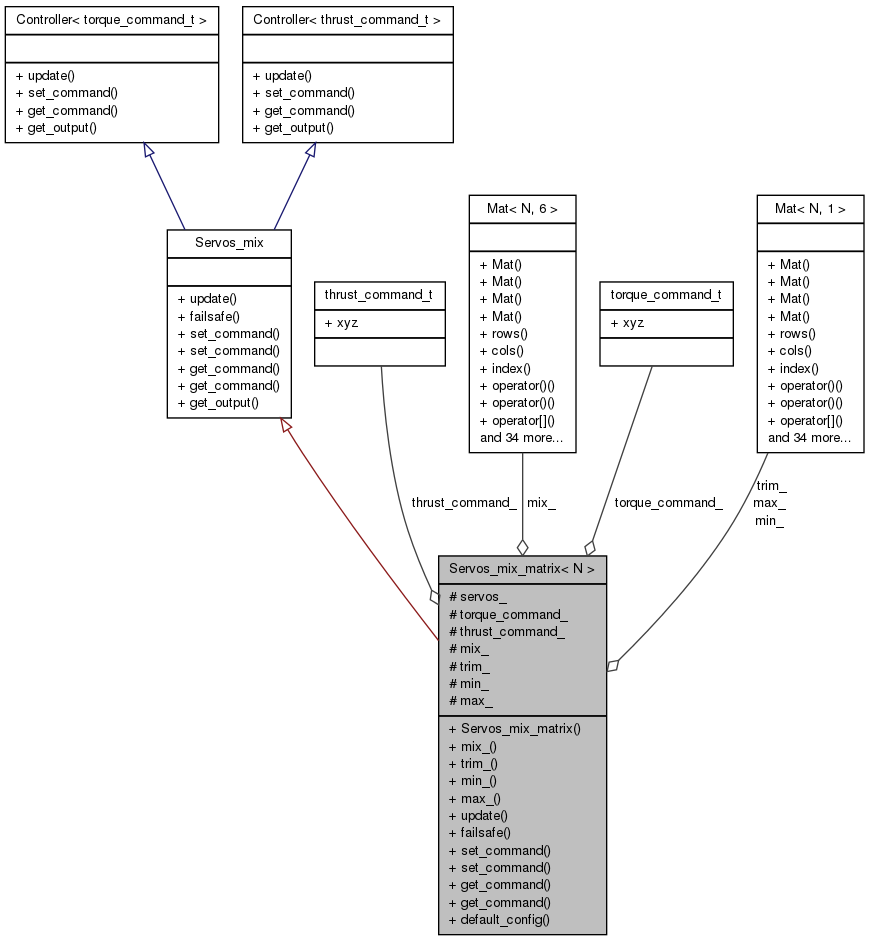 Controller< torque_command_t >
+ update()
+ set_command()
+ get_command()
+ get_output()
Controller< thrust_command_t >
+ update()
+ set_command()
+ get_command()
+ get_output()
Servos_mix
+ update()
+ failsafe()
+ set_command()
+ set_command()
+ get_command()
+ get_command()
+ get_output()
thrust_command_t
+ xyz
Mat< N, 6 >
+ Mat()
+ Mat()
+ Mat()
+ Mat()
+ rows()
+ cols()
+ index()
+ operator()()
+ operator()()
+ operator[]()
and 34 more...
torque_command_t
+ xyz
Mat< N, 1 >
+ Mat()
+ Mat()
+ Mat()
+ Mat()
+ rows()
+ cols()
+ index()
+ operator()()
+ operator()()
+ operator[]()
and 34 more...
thrust_command_
mix_
torque_command_
trim_
max_
min_
Servos_mix_matrix< N >
# servos_
# torque_command_
# thrust_command_
# mix_
# trim_
# min_
# max_
+ Servos_mix_matrix()
+ mix_()
+ trim_()
+ min_()
+ max_()
+ update()
+ failsafe()
+ set_command()
+ set_command()
+ get_command()
+ get_command()
+ default_config()